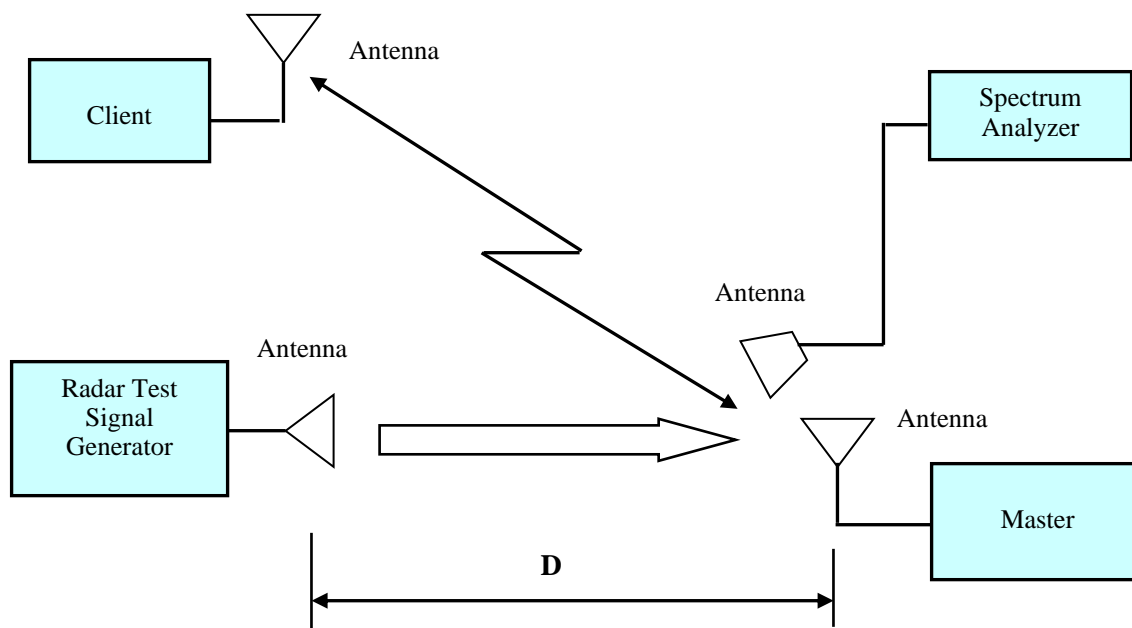 Antenna
Client
Spectrum
Analyzer
Antenna
Antenna
Radar Test
Signal
Generator
Antenna
Master
D